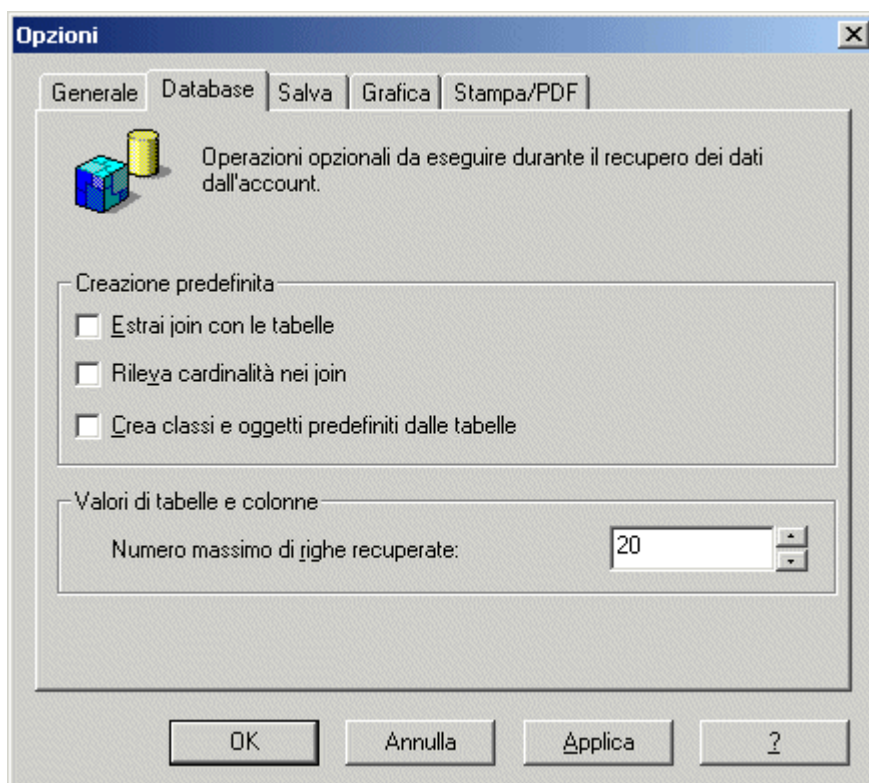 Opzioni
Generale Database Salva Grafica Stampa/PDF
Operazioni opzionali da eseguire durante il recupero dei dati
dall'account.
Creazione predefinita
Estrai join con le tabelle
Rileva cardinalità nei join
Crea classi e oggetti predefiniti dalle tabelle
Valori di tabelle e colonne
Numero massimo di righe recuperate: 20
OK Annulla Applica ?